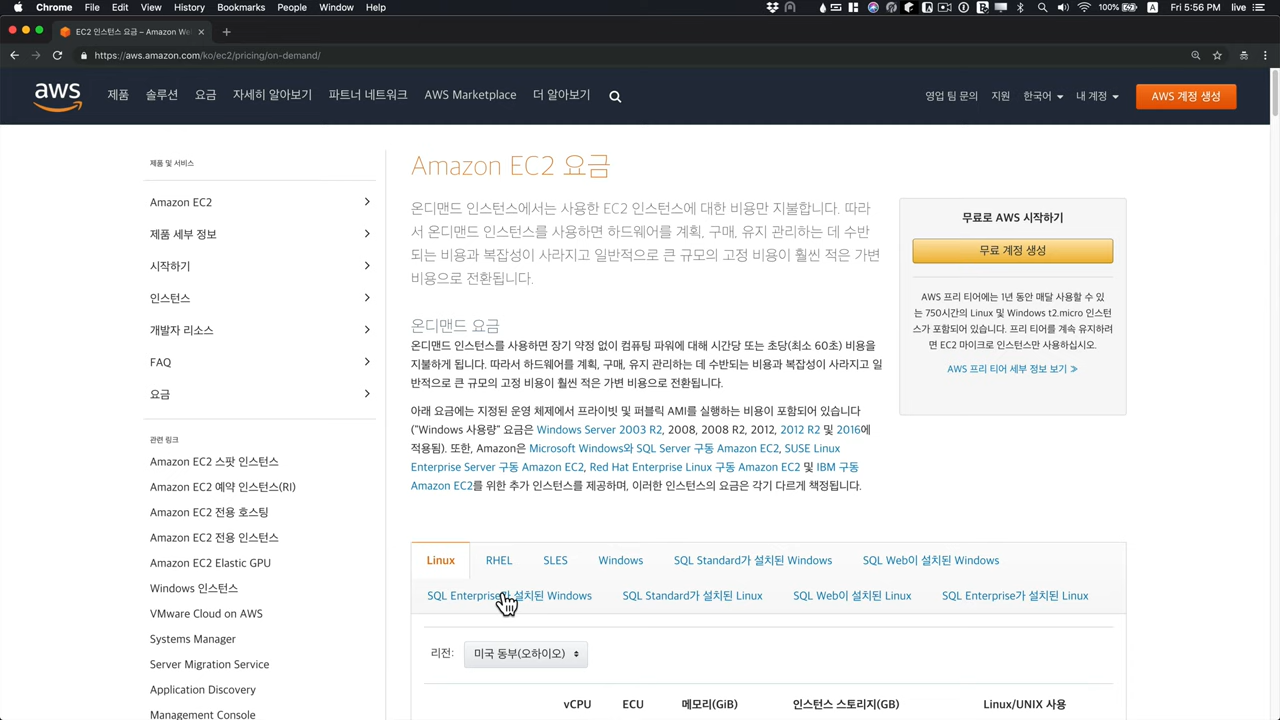 Chrome File Edit View History Bookmarks People Window Help
100% A Fri 5:56 PM live
EC2 인스턴스 요금 – Amazon We
https://aws.amazon.com/ko/ec2/pricing/on-demand/
aws 제품 솔루션 요금 자세히 알아보기 파트너 네트워크 AWS Marketplace 더 알아보기 영업 팀 문의 지원 한국어 내 계정 AWS 계정 생성
제품 및 서비스
Amazon EC2
제품 세부 정보
시작하기
인스턴스
개발자 리소스
FAQ
요금
관련 링크
Amazon EC2 스팟 인스턴스
Amazon EC2 예약 인스턴스(RI)
Amazon EC2 전용 호스팅
Amazon EC2 전용 인스턴스
Amazon EC2 Elastic GPU
Windows 인스턴스
VMware Cloud on AWS
Systems Manager
Server Migration Service
Application Discovery
Management Console
Amazon EC2 요금
온디맨드 인스턴스에서는 사용한 EC2 인스턴스에 대한 비용만 지불합니다. 따라
서 온디맨드 인스턴스를 사용하면 하드웨어를 계획, 구매, 유지 관리하는 데 수반
되는 비용과 복잡성이 사라지고 일반적으로 큰 규모의 고정 비용이 훨씬 적은 가변
비용으로 전환됩니다.
온디맨드 요금
온디맨드 인스턴스를 사용하면 장기 약정 없이 컴퓨팅 파워에 대해 시간당 또는 초당(최소 60초) 비용을
지불하게 됩니다. 따라서 하드웨어를 계획, 구매, 유지 관리하는 데 수반되는 비용과 복잡성이 사라지고 일
반적으로 큰 규모의 고정 비용이 훨씬 적은 가변 비용으로 전환됩니다.
아래 요금에는 지정된 운영 체제에서 프라이빗 및 퍼블릭 AMI를 실행하는 비용이 포함되어 있습니다
("Windows 사용량" 요금은 Windows Server 2003 R2, 2008, 2008 R2, 2012, 2012 R2 및 2016에
적용됨). 또한, Amazon은 Microsoft Windows와 SQL Server 구동 Amazon EC2, SUSE Linux
Enterprise Server 구동 Amazon EC2, Red Hat Enterprise Linux 구동 Amazon EC2 및 IBM 구동
Amazon EC2를 위한 추가 인스턴스를 제공하며, 이러한 인스턴스의 요금은 각기 다르게 책정됩니다.
무료로 AWS 시작하기
무료 계정 생성
AWS 프리 티어에는 1년 동안 매달 사용할 수 있
는 750시간의 Linux 및 Windows t2.micro 인스턴
스가 포함되어 있습니다. 프리 티어를 계속 유지하려
면 EC2 마이크로 인스턴스만 사용하십시오.
AWS 프리 티어 세부 정보 보기 »
Linux RHEL SLES Windows SQL Standard가 설치된 Windows SQL Web이 설치된 Windows
SQL Enterprise가 설치된 Windows SQL Standard가 설치된 Linux SQL Web이 설치된 Linux SQL Enterprise가 설치된 Linux
리전: 미국 동부(오하이오)
vCPU ECU 메모리(GiB) 인스턴스 스토리지(GB) Linux/UNIX 사용